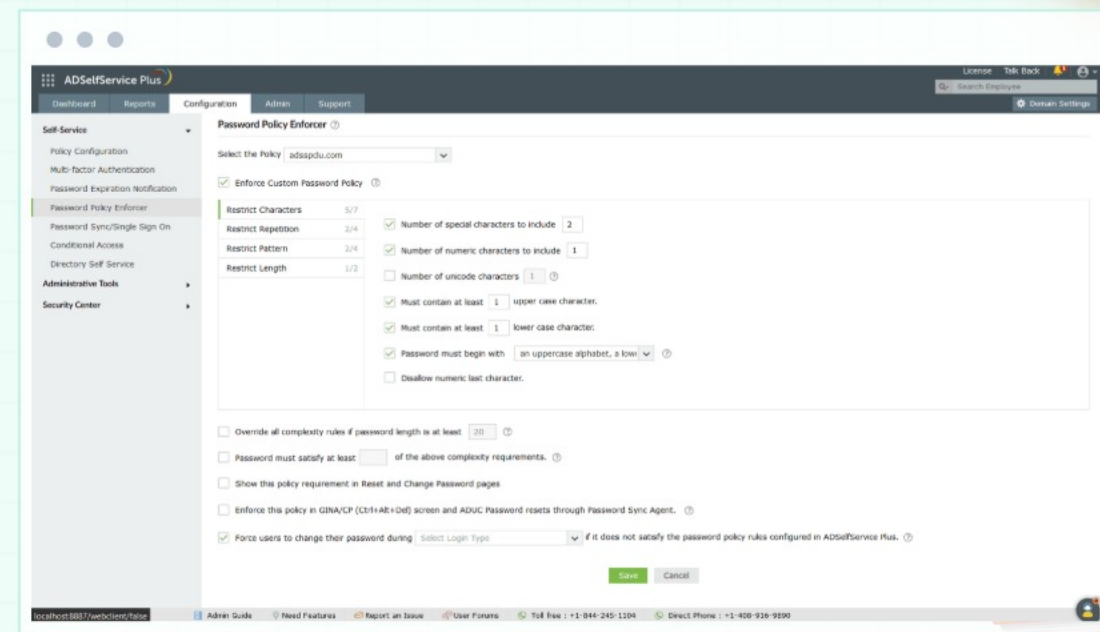 ADSelfService Plus
License Talk Back
Search Employee
Dashboard Reports Configuration Admin Support
Domain Settings
Self-Service
Policy Configuration
Multi-factor Authentication
Password Expiration Notification
Password Policy Enforcer
Password Sync/Single Sign On
Conditional Access
Directory Self Service
Administrative Tools
Security Center
Password Policy Enforcer
Select the Policy adsspdu.com
Enforce Custom Password Policy
Restrict Characters 5/7
Restrict Repetition 2/4
Restrict Pattern 2/4
Restrict Length 1/2
Number of special characters to include 2
Number of numeric characters to include 1
Number of unicode characters 1
Must contain at least 1 upper case character.
Must contain at least 1 lower case character.
Password must begin with an uppercase alphabet, a low
Disallow numeric last character.
Override all complexity rules if password length is at least 20
Password must satisfy at least of the above complexity requirements.
Show this policy requirement in Reset and Change Password pages
Enforce this policy in GINA/CP (Ctrl+Alt+Del) screen and ADUC Password resets through Password Sync Agent.
Force users to change their password during Select Login Type if it does not satisfy the password policy rules configured in ADSelfService Plus.
Save Cancel
localhost:8087/webclient/false
Admin Guide Need Features Report an Issue User Forums Toll free : +1-844-245-1104 Direct Phone : +1-408-916-9890